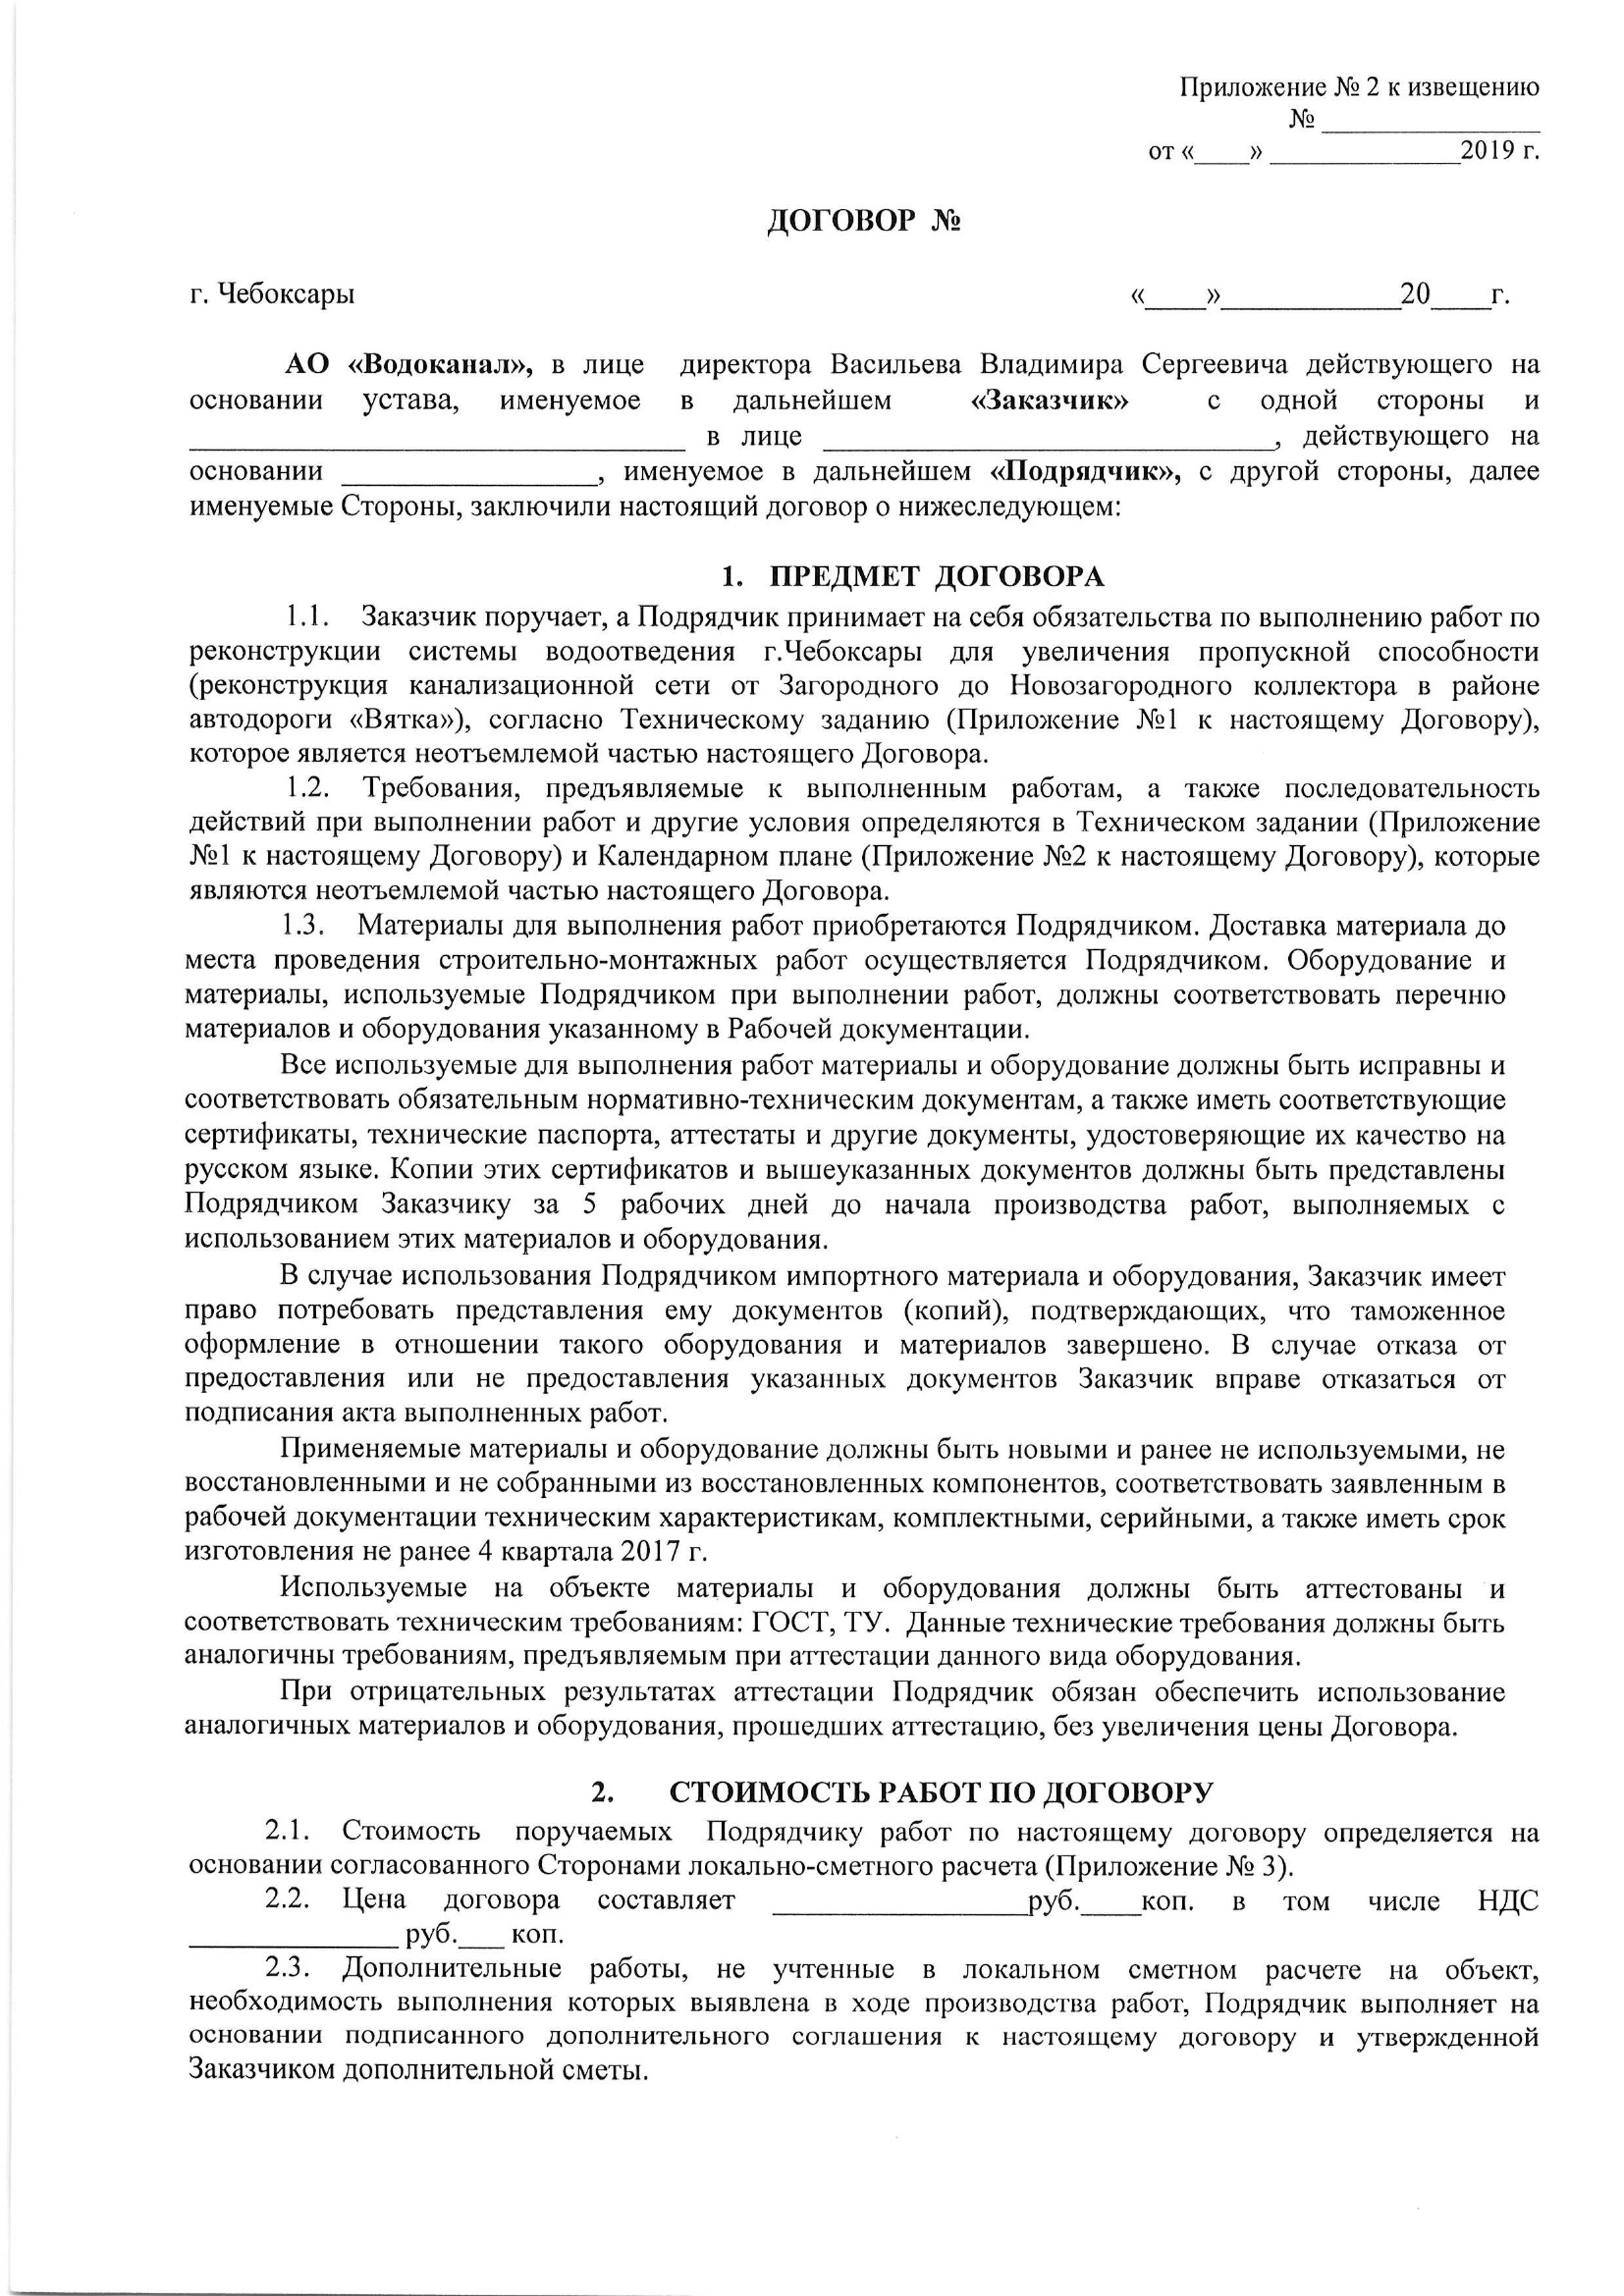 Приложение № 2 к извещению
№ ________________
от «____» ______________2019 г.
ДОГОВОР №
г. Чебоксары «____»____________20____г.
АО «Водоканал», в лице директора Васильева Владимира Сергеевича действующего на
основании устава, именуемое в дальнейшем «Заказчик» с одной стороны и
_________________________________ в лице ______________________________, действующего на
основании _________________, именуемое в дальнейшем «Подрядчик», с другой стороны, далее
именуемые Стороны, заключили настоящий договор о нижеследующем:
1. ПРЕДМЕТ ДОГОВОРА
1.1. Заказчик поручает, а Подрядчик принимает на себя обязательства по выполнению работ по
реконструкции системы водоотведения г.Чебоксары для увеличения пропускной способности
(реконструкция канализационной сети от Загородного до Новозагородного коллектора в районе
автодороги «Вятка»), согласно Техническому заданию (Приложение №1 к настоящему Договору),
которое является неотъемлемой частью настоящего Договора.
1.2. Требования, предъявляемые к выполненным работам, а также последовательность
действий при выполнении работ и другие условия определяются в Техническом задании (Приложение
№1 к настоящему Договору) и Календарном плане (Приложение №2 к настоящему Договору), которые
являются неотъемлемой частью настоящего Договора.
1.3. Материалы для выполнения работ приобретаются Подрядчиком. Доставка материала до
места проведения строительно-монтажных работ осуществляется Подрядчиком. Оборудование и
материалы, используемые Подрядчиком при выполнении работ, должны соответствовать перечню
материалов и оборудования указанному в Рабочей документации.
Все используемые для выполнения работ материалы и оборудование должны быть исправны и
соответствовать обязательным нормативно-техническим документам, а также иметь соответствующие
сертификаты, технические паспорта, аттестаты и другие документы, удостоверяющие их качество на
русском языке. Копии этих сертификатов и вышеуказанных документов должны быть представлены
Подрядчиком Заказчику за 5 рабочих дней до начала производства работ, выполняемых с
использованием этих материалов и оборудования.
В случае использования Подрядчиком импортного материала и оборудования, Заказчик имеет
право потребовать представления ему документов (копий), подтверждающих, что таможенное
оформление в отношении такого оборудования и материалов завершено. В случае отказа от
предоставления или не предоставления указанных документов Заказчик вправе отказаться от
подписания акта выполненных работ.
Применяемые материалы и оборудование должны быть новыми и ранее не используемыми, не
восстановленными и не собранными из восстановленных компонентов, соответствовать заявленным в
рабочей документации техническим характеристикам, комплектными, серийными, а также иметь срок
изготовления не ранее 4 квартала 2017 г.
Используемые на объекте материалы и оборудования должны быть аттестованы и
соответствовать техническим требованиям: ГОСТ, ТУ. Данные технические требования должны быть
аналогичны требованиям, предъявляемым при аттестации данного вида оборудования.
При отрицательных результатах аттестации Подрядчик обязан обеспечить использование
аналогичных материалов и оборудования, прошедших аттестацию, без увеличения цены Договора.
2. СТОИМОСТЬ РАБОТ ПО ДОГОВОРУ
2.1. Стоимость поручаемых Подрядчику работ по настоящему договору определяется на
основании согласованного Сторонами локально-сметного расчета (Приложение № 3).
2.2. Цена договора составляет _________________руб.____коп. в том числе НДС
______________ руб.___ коп.
2.3. Дополнительные работы, не учтенные в локальном сметном расчете на объект,
необходимость выполнения которых выявлена в ходе производства работ, Подрядчик выполняет на
основании подписанного дополнительного соглашения к настоящему договору и утвержденной
Заказчиком дополнительной сметы.